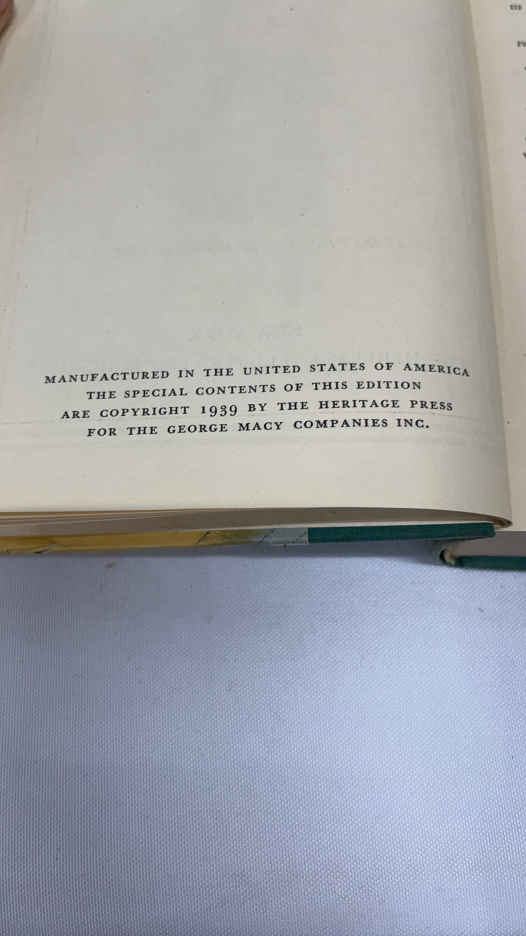 MANUFACTURED IN THE UNITED STATES OF AMERICA
THE SPECIAL CONTENTS OF THIS EDITION
ARE COPYRIGHT 1939 BY THE HERITAGE PRESS
FOR THE GEORGE MACY COMPANIES INC.